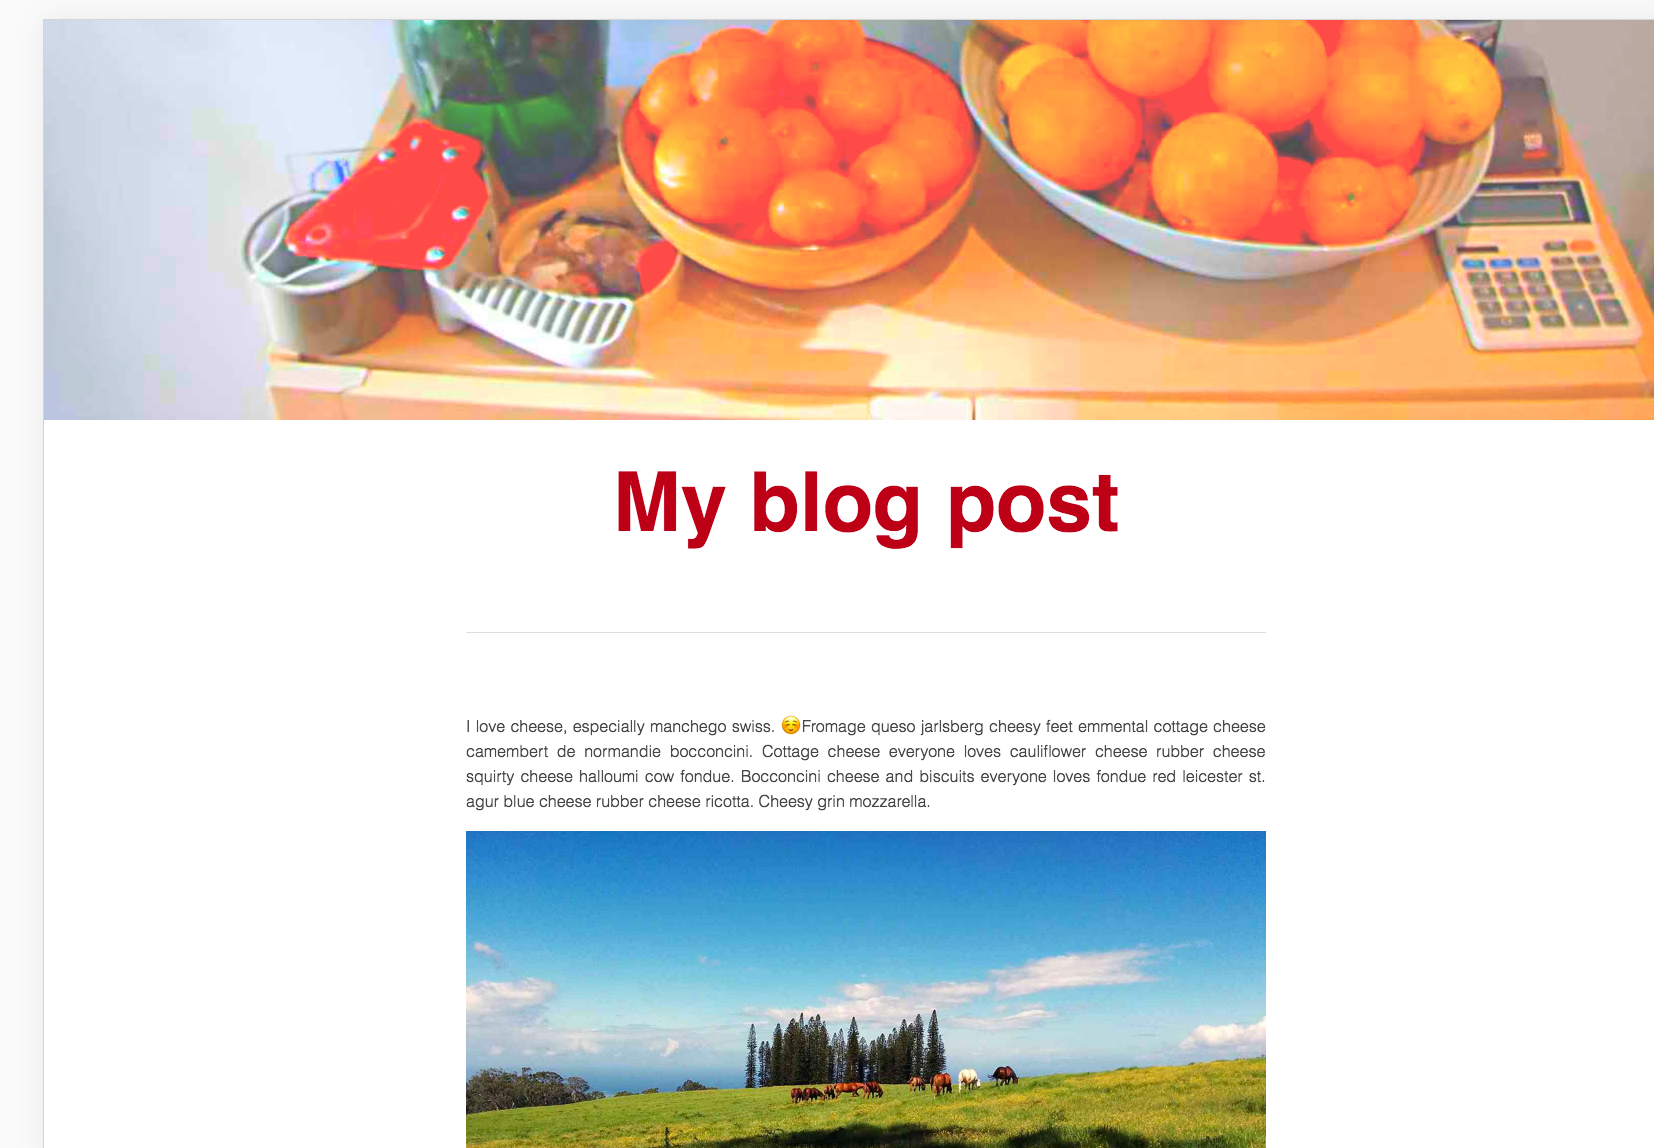 My blog post
I love cheese, especially manchego swiss. ☺️Fromage queso jarlsberg cheesy feet emmental cottage cheese
camembert de normandie bocconcini. Cottage cheese everyone loves cauliflower cheese rubber cheese
squirty cheese halloumi cow fondue. Bocconcini cheese and biscuits everyone loves fondue red leicester st.
agur blue cheese rubber cheese ricotta. Cheesy grin mozzarella.